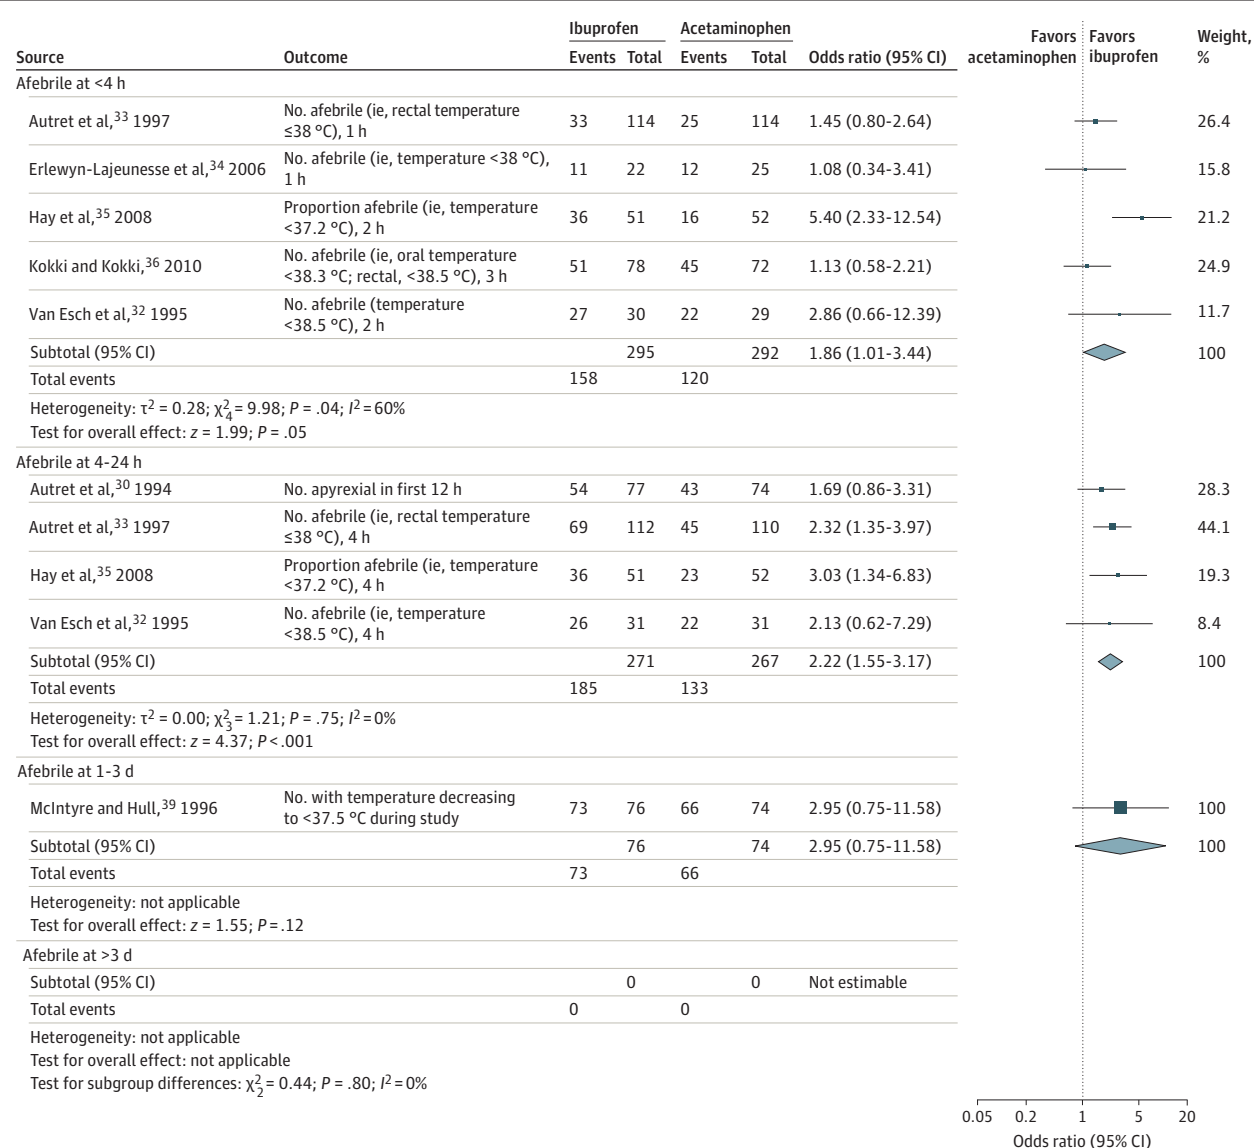 Ibuprofen Acetaminophen Favors acetaminophen Favors ibuprofen Weight, %
Source Outcome Events Total Events Total Odds ratio (95% CI)
Afebrile at <4 h
Autret et al,33 1997 No. afebrile (ie, rectal temperature ≤38 °C), 1 h 33 114 25 114 1.45 (0.80-2.64) 26.4
Erlewyn-Lajeunesse et al,34 2006 No. afebrile (ie, temperature <38 °C), 1 h 11 22 12 25 1.08 (0.34-3.41) 15.8
Hay et al,35 2008 Proportion afebrile (ie, temperature <37.2 °C), 2 h 36 51 16 52 5.40 (2.33-12.54) 21.2
Kokki and Kokki,36 2010 No. afebrile (ie, oral temperature <38.3 °C; rectal, <38.5 °C), 3 h 51 78 45 72 1.13 (0.58-2.21) 24.9
Van Esch et al,32 1995 No. afebrile (temperature <38.5 °C), 2 h 27 30 22 29 2.86 (0.66-12.39) 11.7
Subtotal (95% CI) 295 292 1.86 (1.01-3.44) 100
Total events 158 120
Heterogeneity: τ2 = 0.28; χ24 = 9.98; P = .04; I2 = 60%
Test for overall effect: z = 1.99; P = .05
Afebrile at 4-24 h
Autret et al,30 1994 No. apyrexial in first 12 h 54 77 43 74 1.69 (0.86-3.31) 28.3
Autret et al,33 1997 No. afebrile (ie, rectal temperature ≤38 °C), 4 h 69 112 45 110 2.32 (1.35-3.97) 44.1
Hay et al,35 2008 Proportion afebrile (ie, temperature <37.2 °C), 4 h 36 51 23 52 3.03 (1.34-6.83) 19.3
Van Esch et al,32 1995 No. afebrile (ie, temperature <38.5 °C), 4 h 26 31 22 31 2.13 (0.62-7.29) 8.4
Subtotal (95% CI) 271 267 2.22 (1.55-3.17) 100
Total events 185 133
Heterogeneity: τ2 = 0.00; χ23 = 1.21; P = .75; I2 = 0%
Test for overall effect: z = 4.37; P < .001
Afebrile at 1-3 d
McIntyre and Hull,39 1996 No. with temperature decreasing to <37.5 °C during study 73 76 66 74 2.95 (0.75-11.58) 100
Subtotal (95% CI) 76 74 2.95 (0.75-11.58) 100
Total events 73 66
Heterogeneity: not applicable
Test for overall effect: z = 1.55; P = .12
Afebrile at >3 d
Subtotal (95% CI) 0 0 Not estimable
Total events 0 0
Heterogeneity: not applicable
Test for overall effect: not applicable
Test for subgroup differences: χ22 = 0.44; P = .80; I2 = 0%
0.05 0.2 1 5 20
Odds ratio (95% CI)